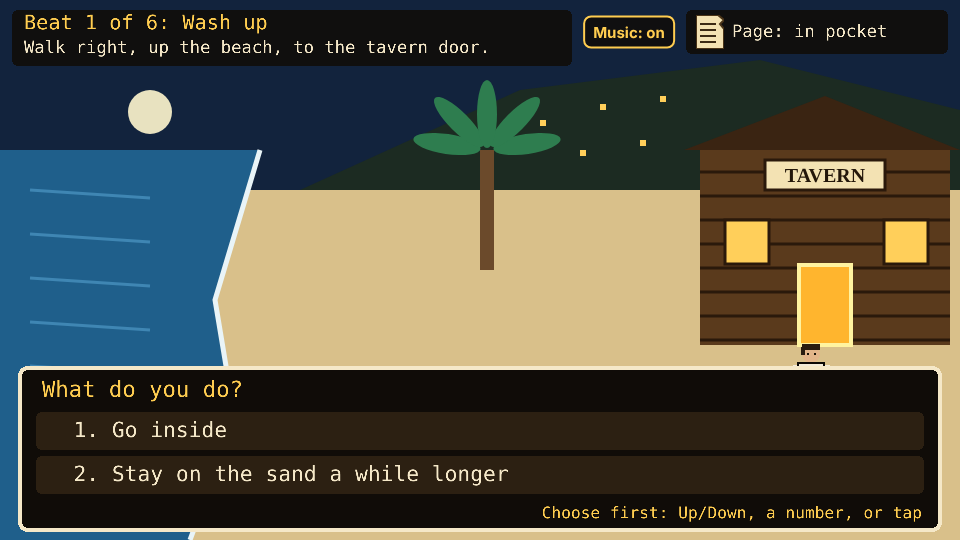 Beat 1 of 6: Wash up
Walk right, up the beach, to the tavern door.
Music: on
Page: in pocket
TAVERN
What do you do?
1. Go inside
2. Stay on the sand a while longer
Choose first: Up/Down, a number, or tap